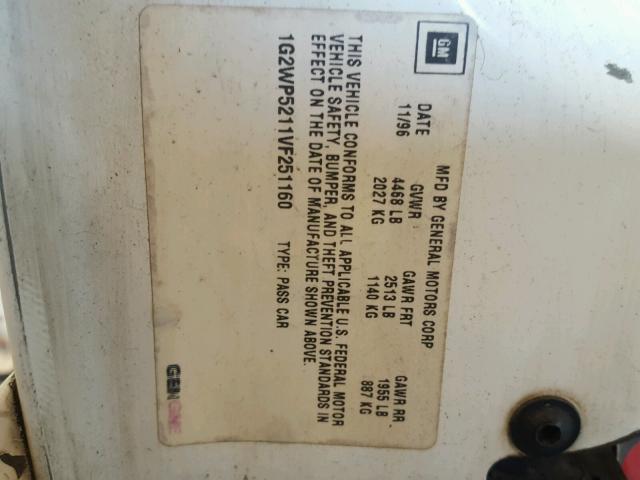 GM
MFD BY GENERAL MOTORS CORP
DATE GVWR GAWR FRT GAWR RR
11/96 4468 LB 2513 LB 1955 LB
2027 KG 1140 KG 887 KG
THIS VEHICLE CONFORMS TO ALL APPLICABLE U.S. FEDERAL MOTOR
VEHICLE SAFETY, BUMPER, AND THEFT PREVENTION STANDARDS IN
EFFECT ON THE DATE OF MANUFACTURE SHOWN ABOVE.
1G2WP5211VF251160 TYPE: PASS CAR